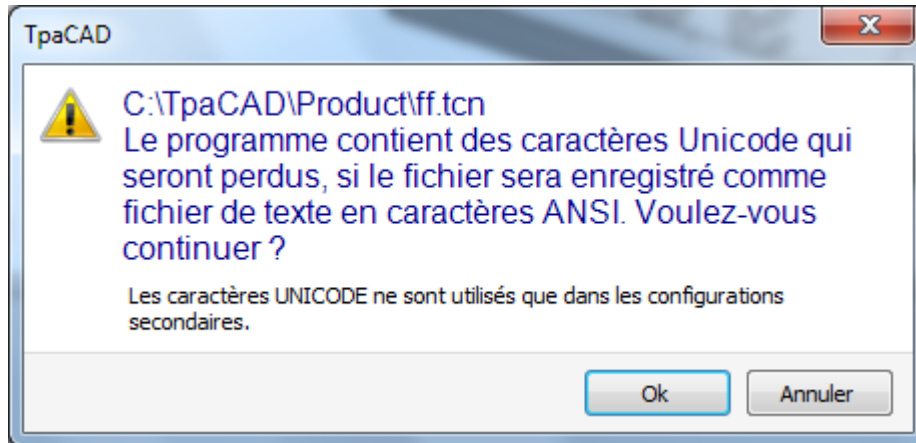 TpaCAD
C:\TpaCAD\Product\ff.tcn
Le programme contient des caractères Unicode qui
seront perdus, si le fichier sera enregistré comme
fichier de texte en caractères ANSI. Voulez-vous
continuer ?
Les caractères UNICODE ne sont utilisés que dans les configurations
secondaires.
Ok
Annuler